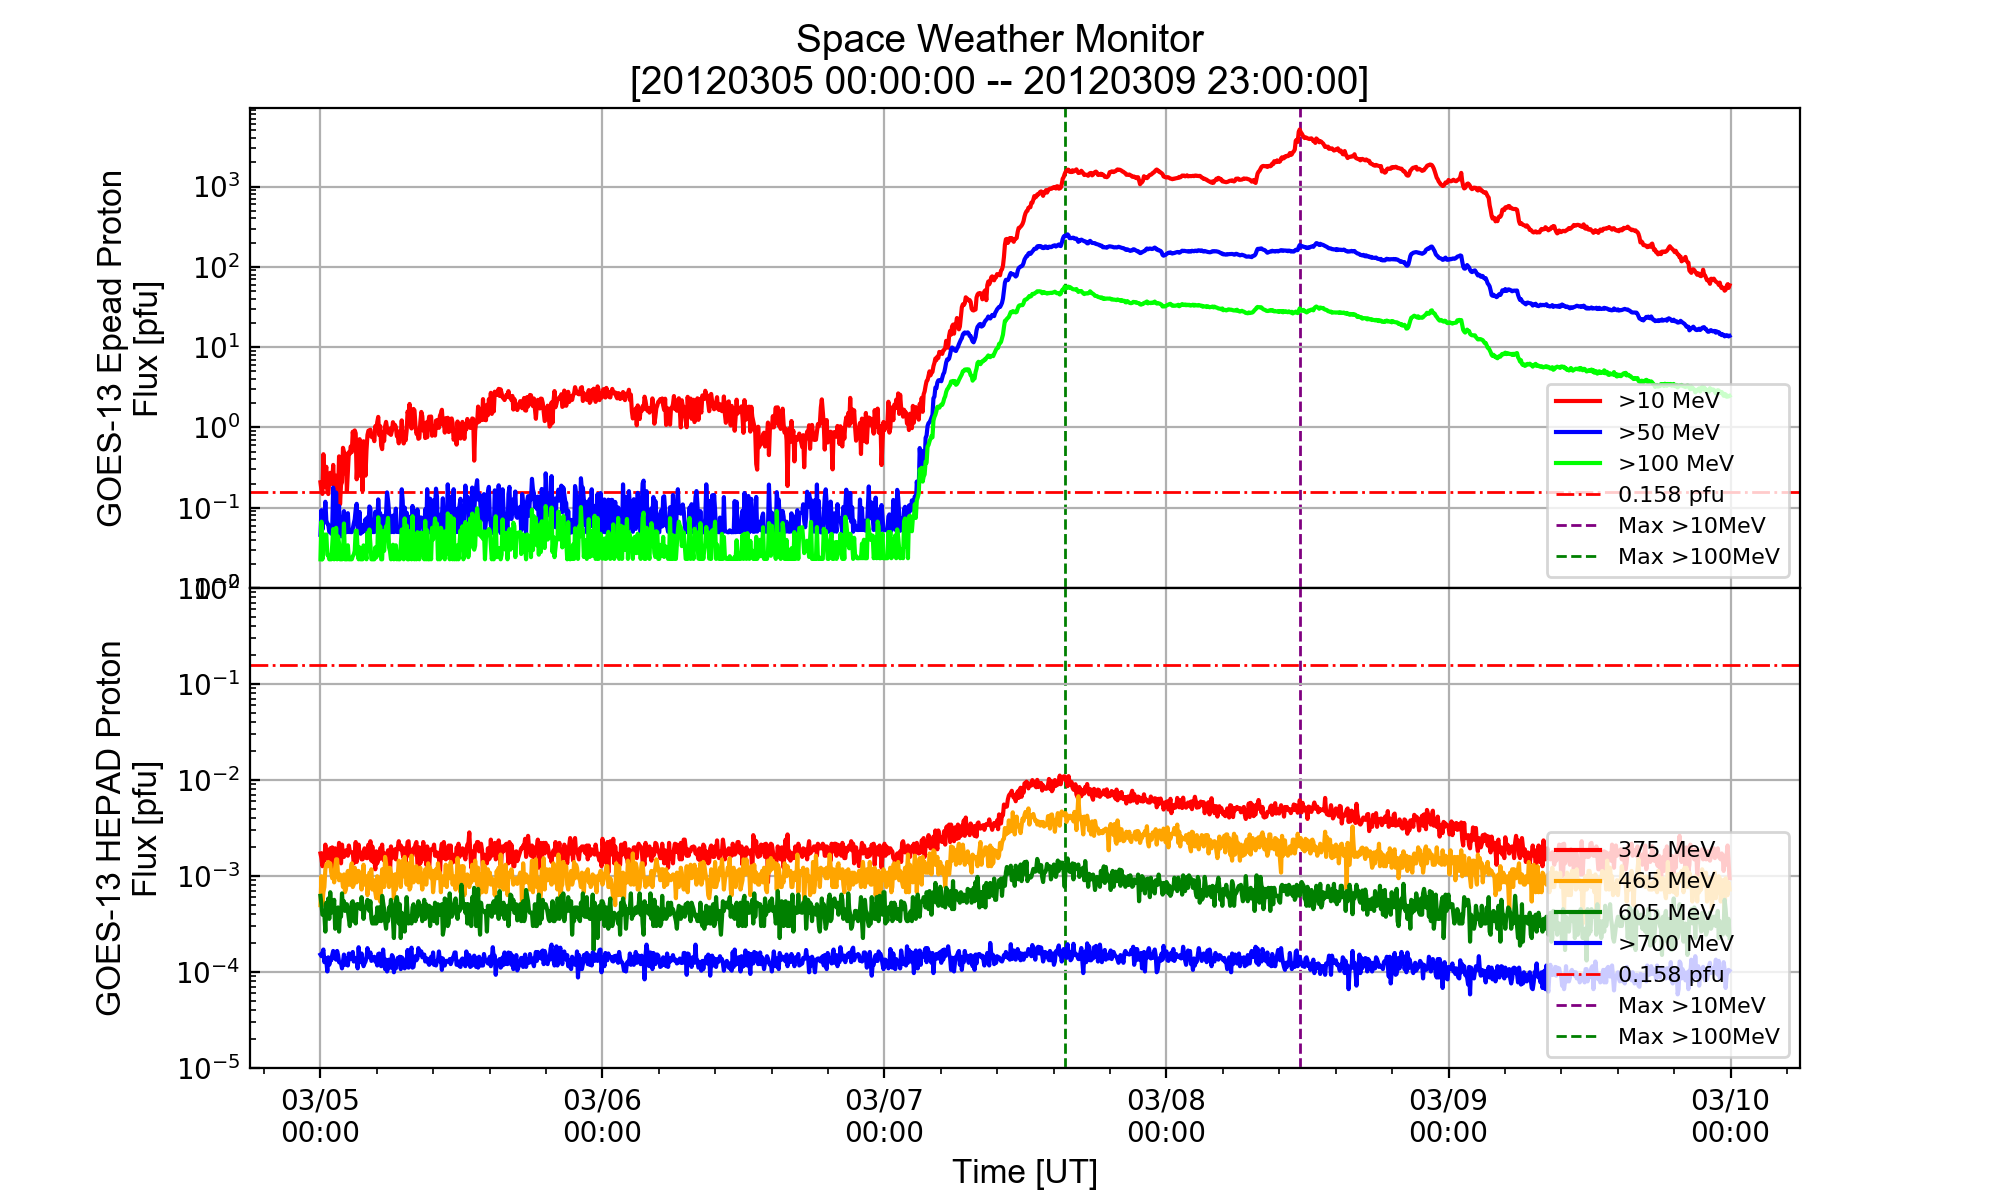 Space Weather Monitor
[20120305 00:00:00 -- 20120309 23:00:00]
GOES-13 Epead Proton
Flux [pfu]
10³
10²
10¹
10⁰
10⁻¹
10⁻²
>10 MeV
>50 MeV
>100 MeV
0.158 pfu
Max >10MeV
Max >100MeV
GOES-13 HEPAD Proton
Flux [pfu]
10⁰
10⁻¹
10⁻²
10⁻³
10⁻⁴
10⁻⁵
375 MeV
465 MeV
605 MeV
>700 MeV
0.158 pfu
Max >10MeV
Max >100MeV
03/05 03/06 03/07 03/08 03/09 03/10
00:00 00:00 00:00 00:00 00:00 00:00
Time [UT]